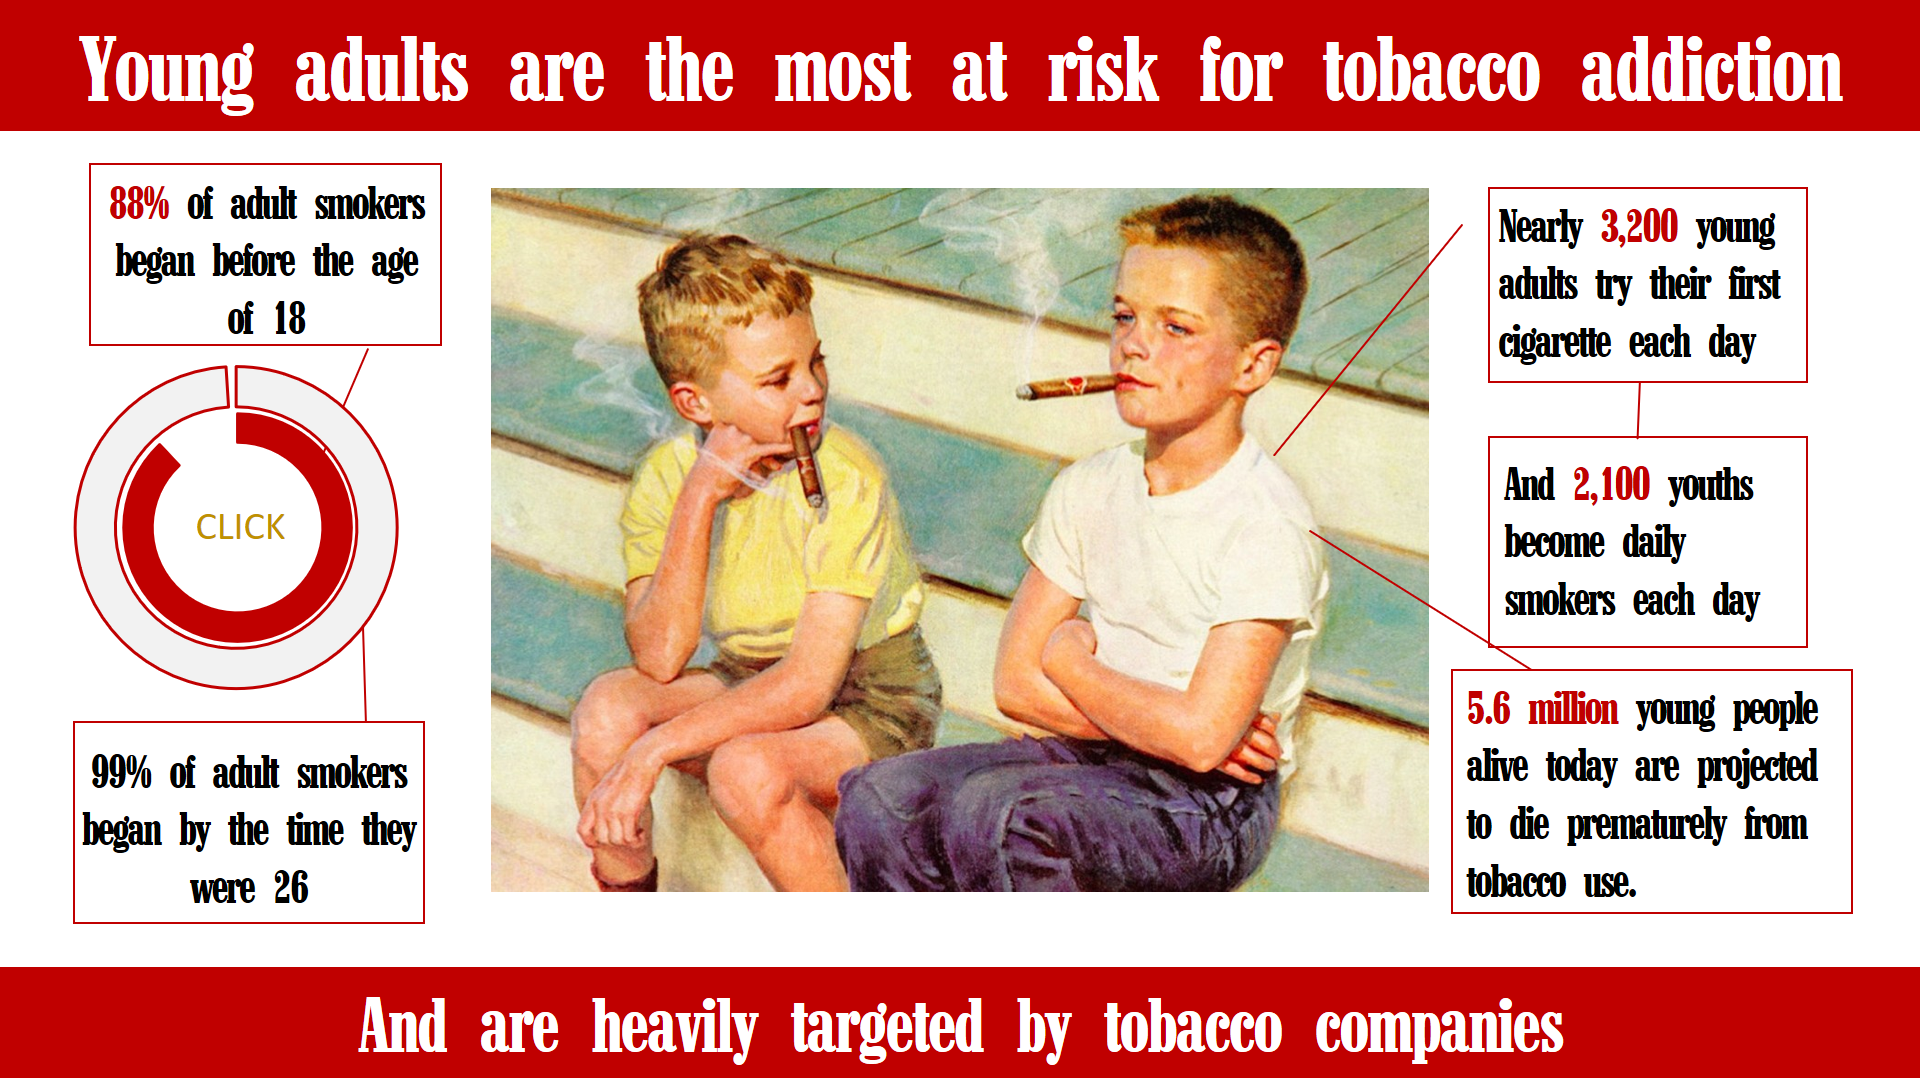 Young adults are the most at risk for tobacco addiction
88% of adult smokers
began before the age
of 18
CLICK
99% of adult smokers
began by the time they
were 26
Nearly 3,200 young
adults try their first
cigarette each day
And 2,100 youths
become daily
smokers each day
5.6 million young people
alive today are projected
to die prematurely from
tobacco use.
And are heavily targeted by tobacco companies